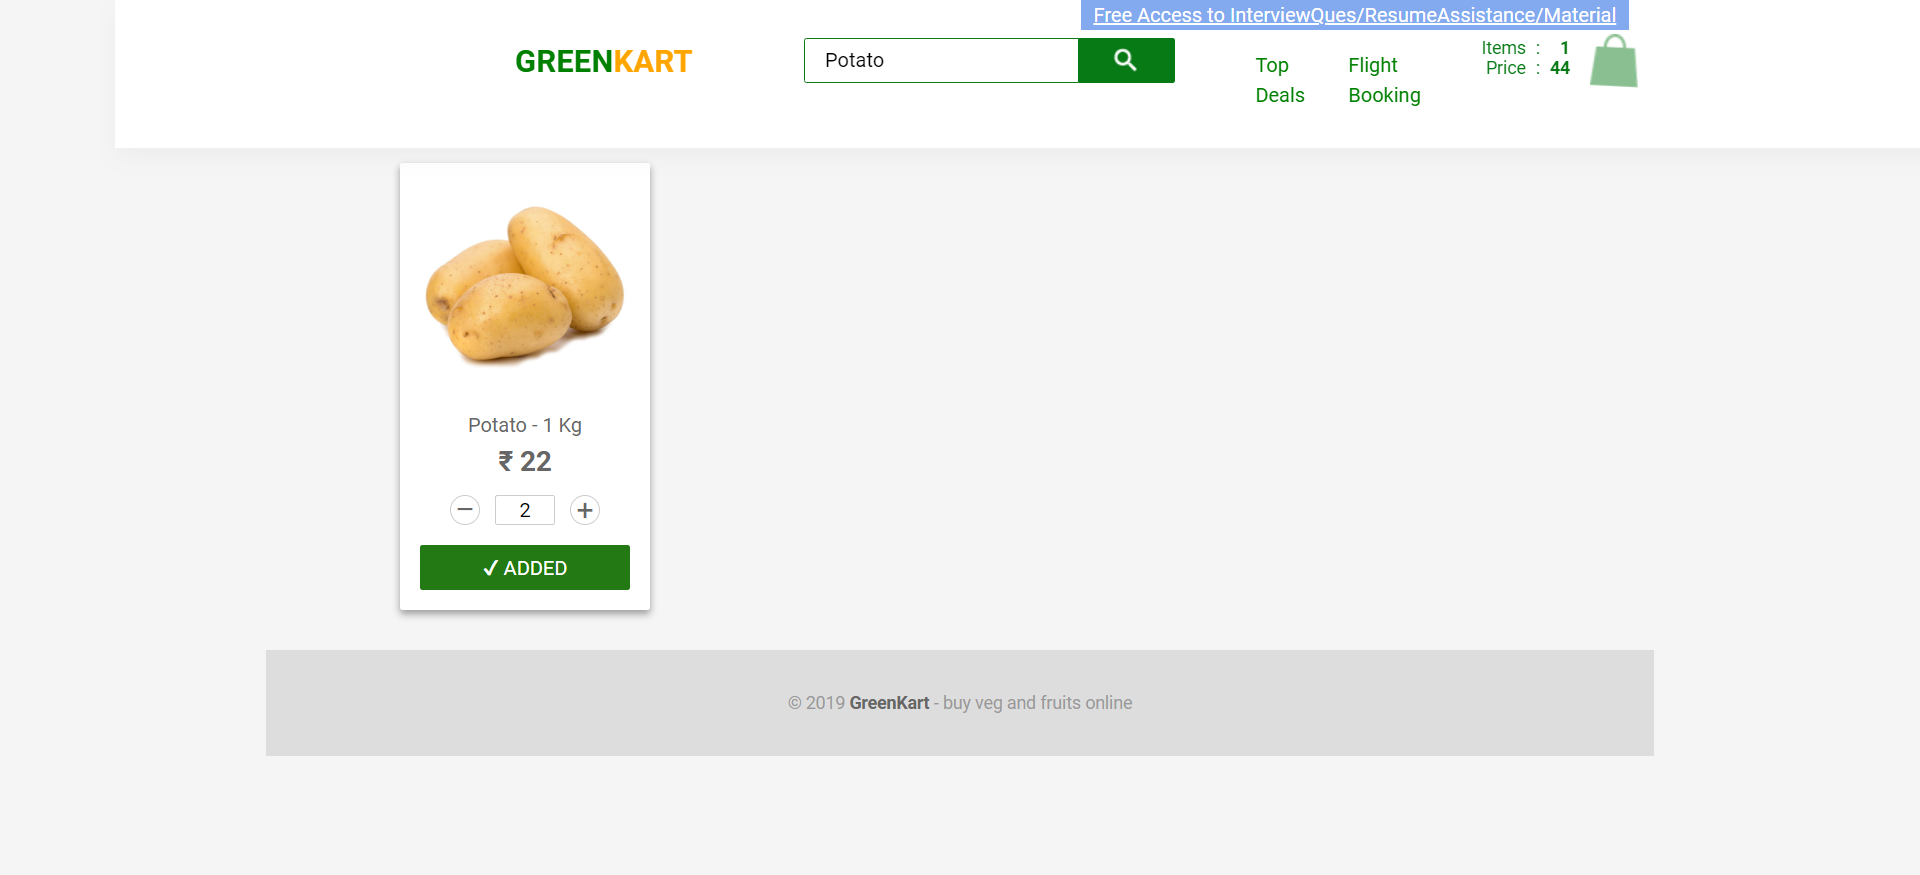 Free Access to InterviewQues/ResumeAssistance/Material
GREENKART
Potato
Top Deals
Flight Booking
Items : 1
Price : 44
Potato - 1 Kg
₹ 22
− 2 +
✓ ADDED
© 2019 GreenKart - buy veg and fruits online